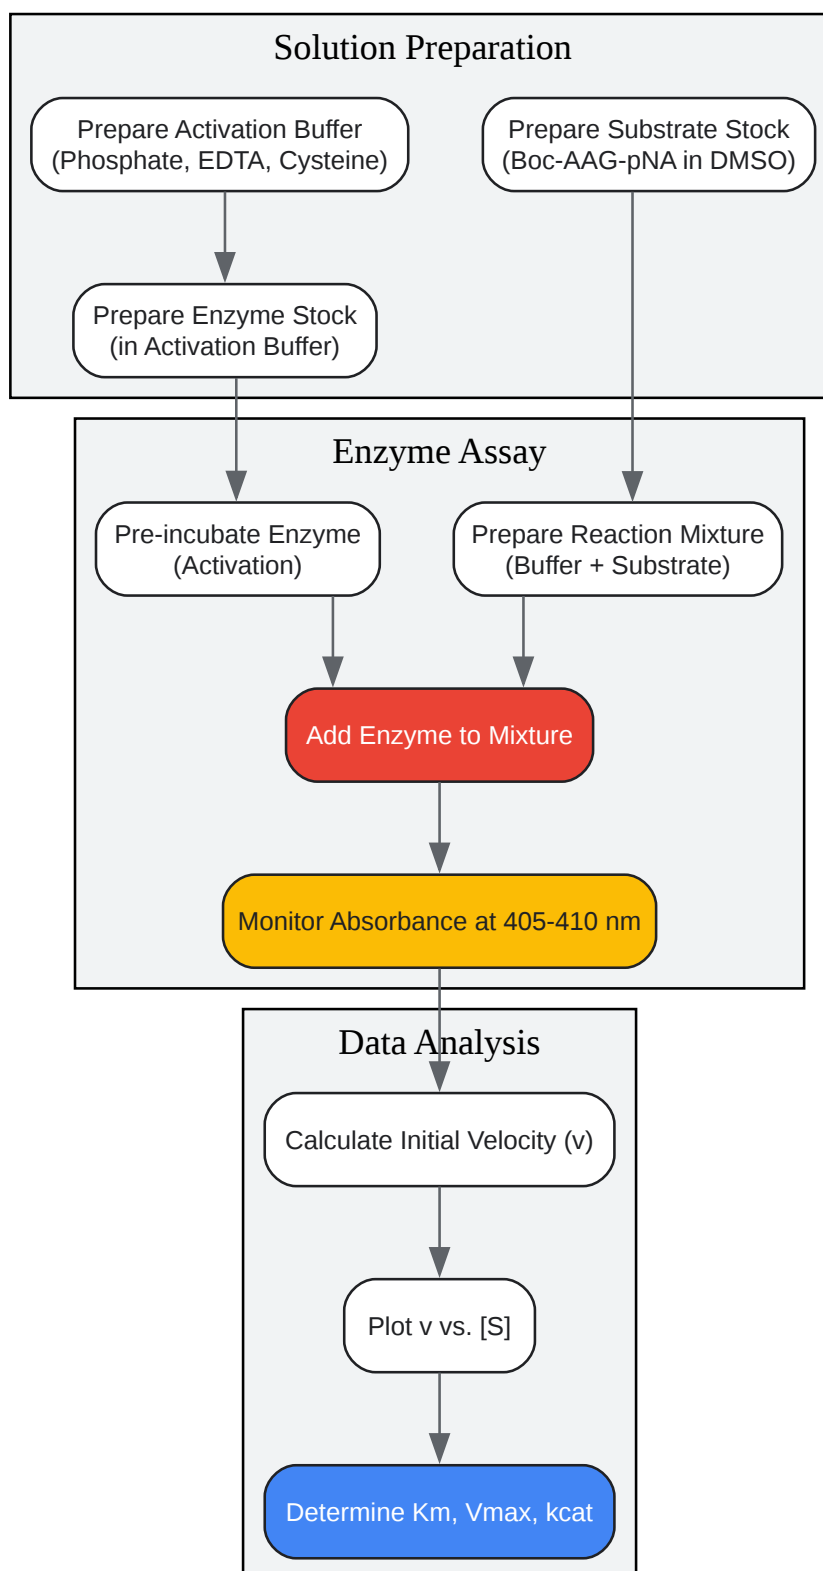 Solution Preparation
Prepare Activation Buffer
(Phosphate, EDTA, Cysteine)
Prepare Substrate Stock
(Boc-AAG-pNA in DMSO)
Prepare Enzyme Stock
(in Activation Buffer)
Enzyme Assay
Pre-incubate Enzyme
(Activation)
Prepare Reaction Mixture
(Buffer + Substrate)
Add Enzyme to Mixture
Monitor Absorbance at 405-410 nm
Data Analysis
Calculate Initial Velocity (v)
Plot v vs. [S]
Determine Km, Vmax, kcat